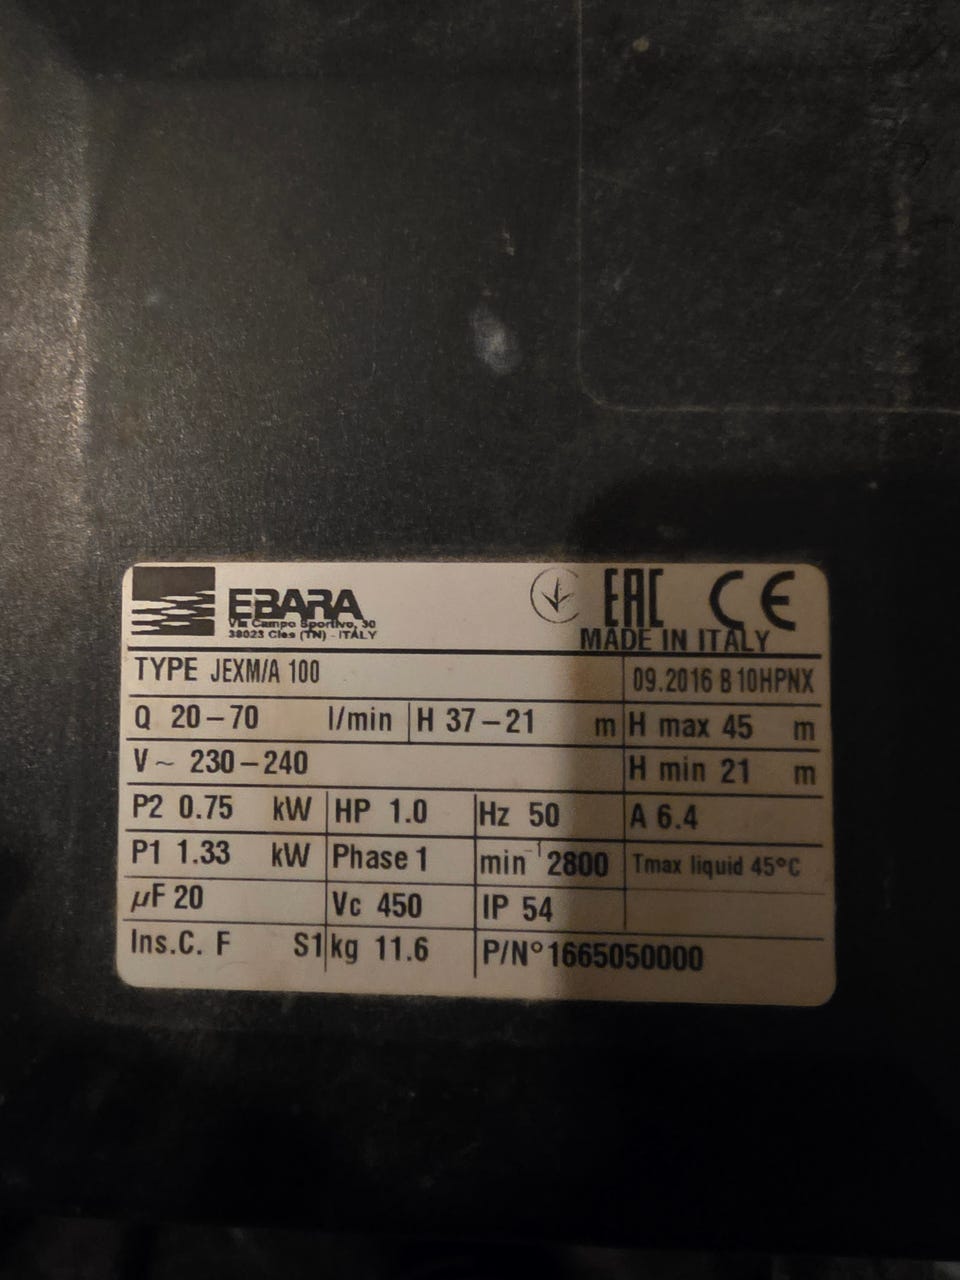 EBARA
Via Campo Sportivo, 30
38023 Cles (TN) - ITALY
EAC CE
MADE IN ITALY
TYPE JEXM/A 100 09.2016 B 10HPNX
Q 20-70 l/min H 37-21 m H max 45 m
V~ 230-240 H min 21 m
P2 0.75 kW HP 1.0 Hz 50 A 6.4
P1 1.33 kW Phase 1 min⁻¹ 2800 Tmax liquid 45°C
µF 20 Vc 450 IP 54
Ins.C. F S1 kg 11.6 P/N° 1665050000